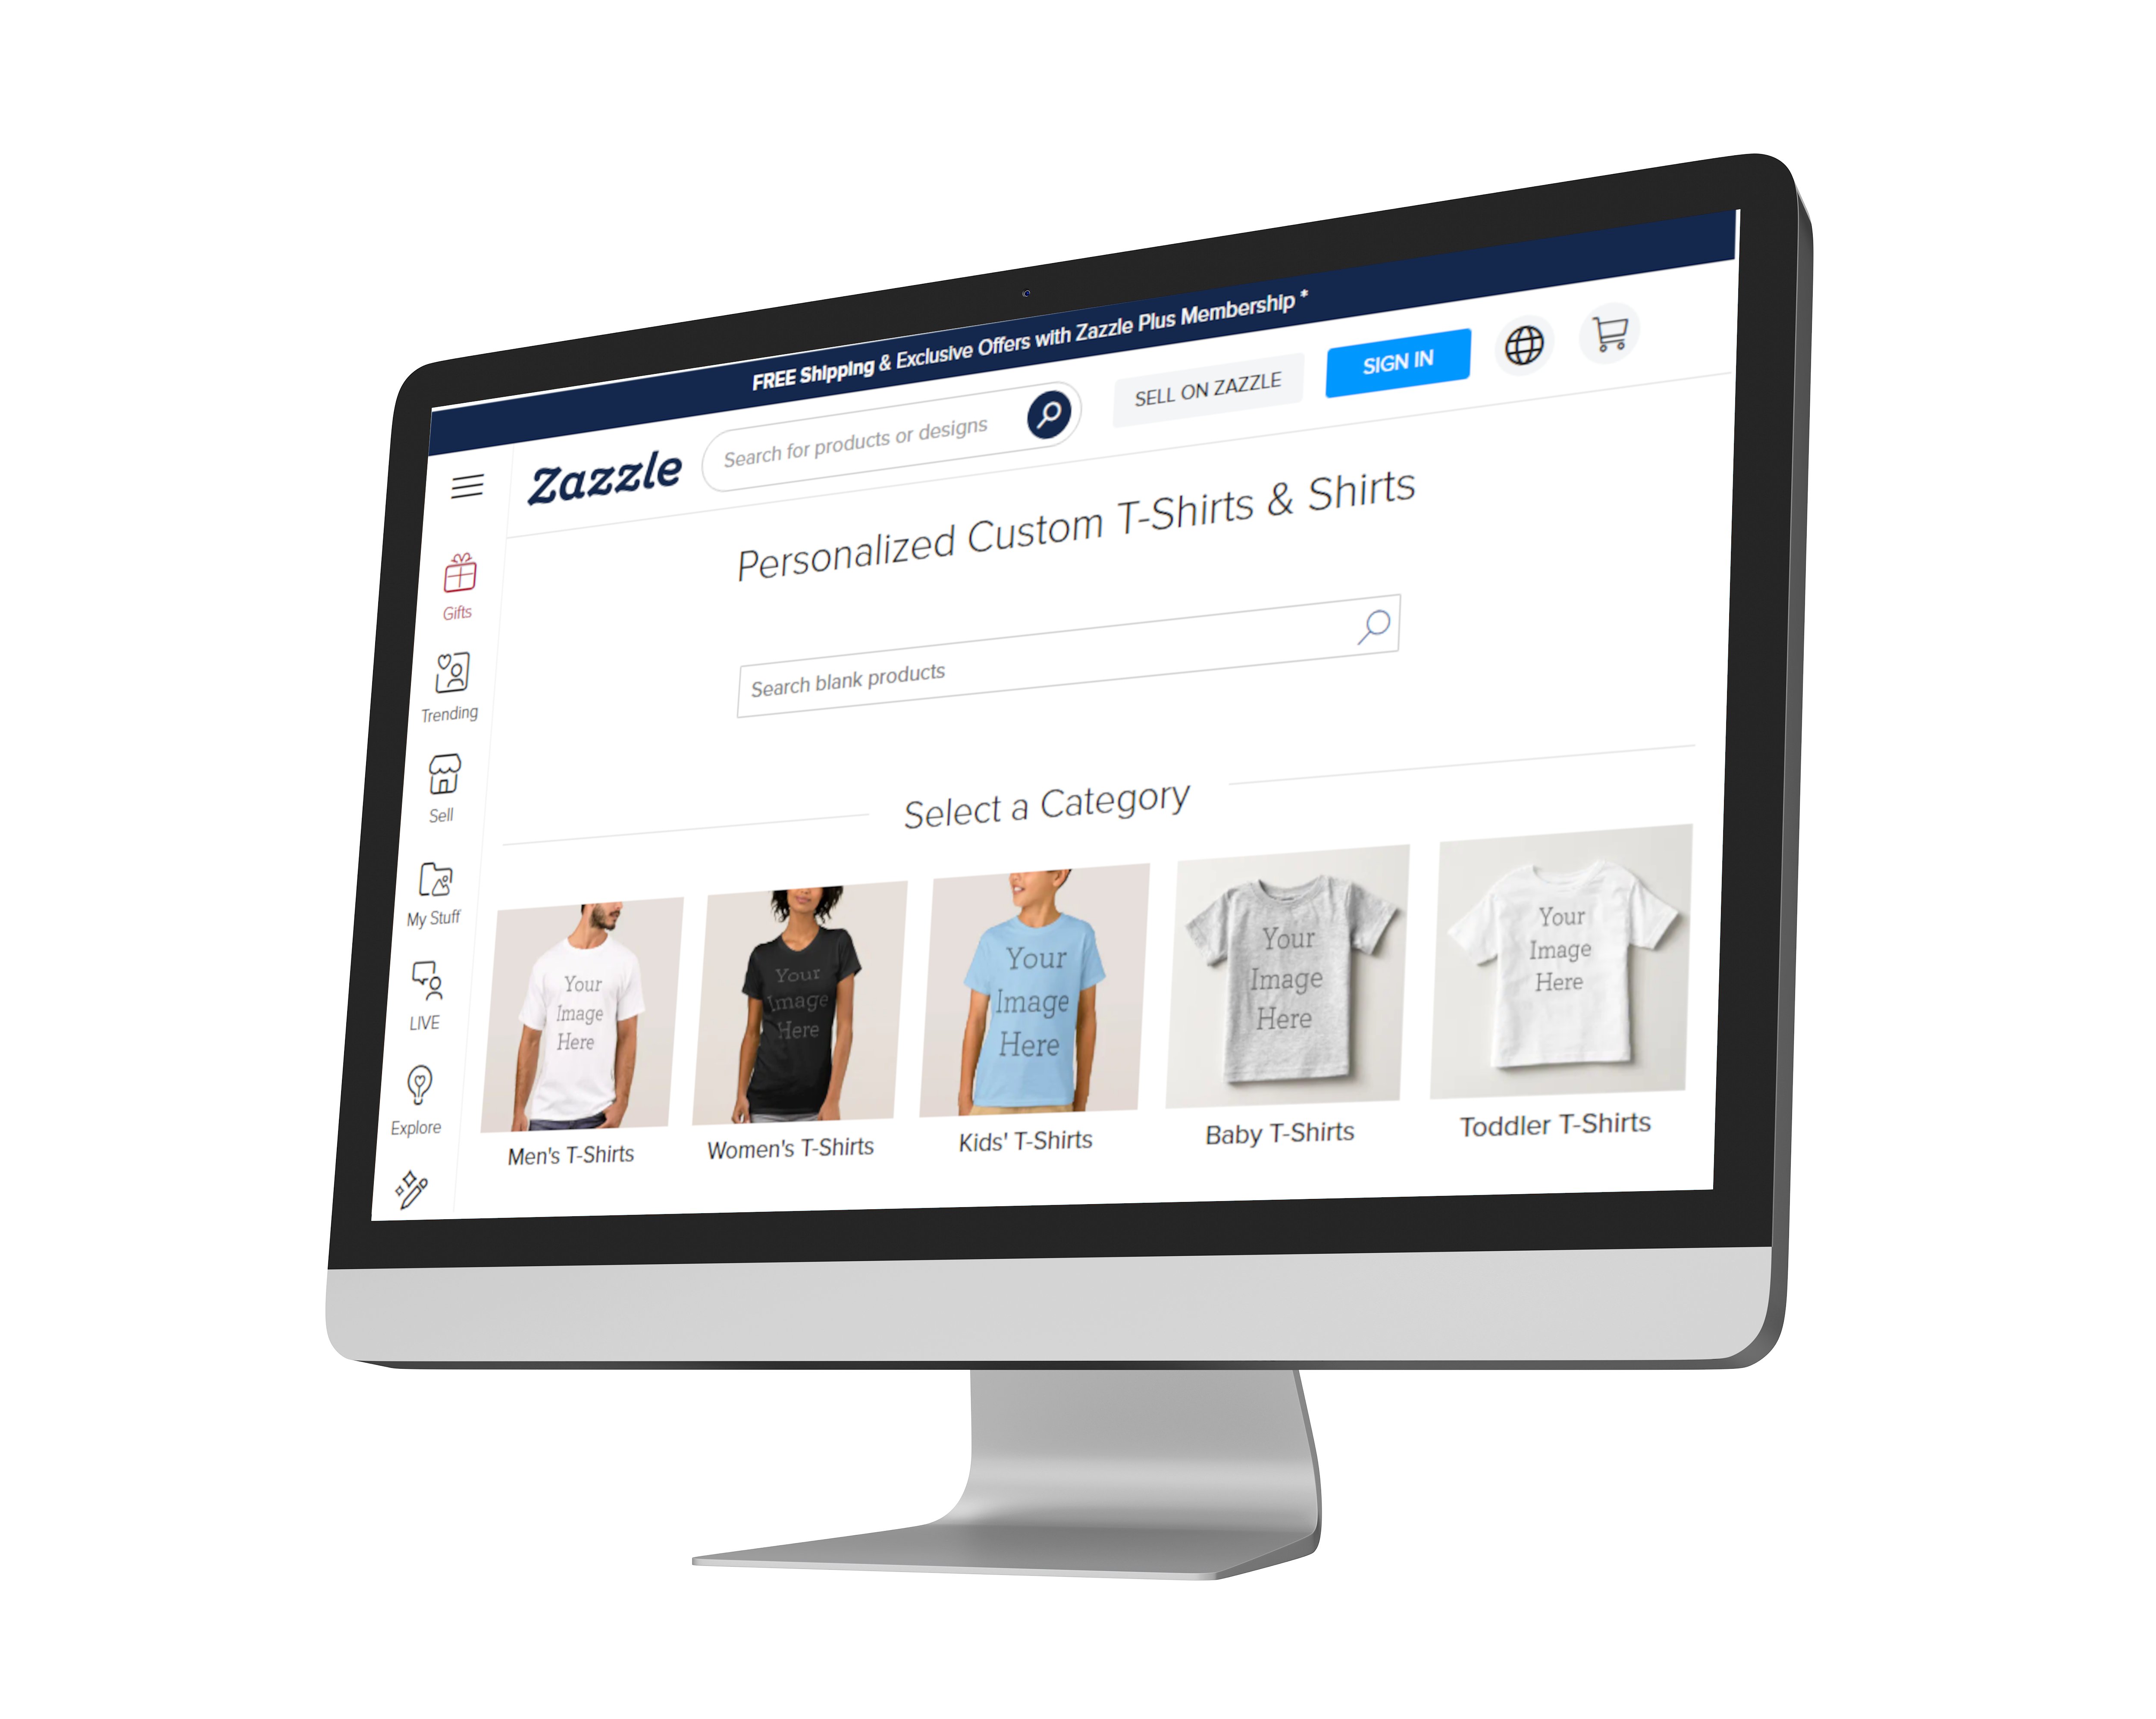 FREE Shipping & Exclusive Offers with Zazzle Plus Membership *
Zazzle
Search for products or designs
SELL ON ZAZZLE
SIGN IN
Gifts
Trending
Sell
My Stuff
LIVE
Explore
Personalized Custom T-Shirts & Shirts
Search blank products
Select a Category
Your
Image
Here
Men's T-Shirts
Your
Image
Here
Women's T-Shirts
Your
Image
Here
Kids' T-Shirts
Your
Image
Here
Baby T-Shirts
Your
Image
Here
Toddler T-Shirts